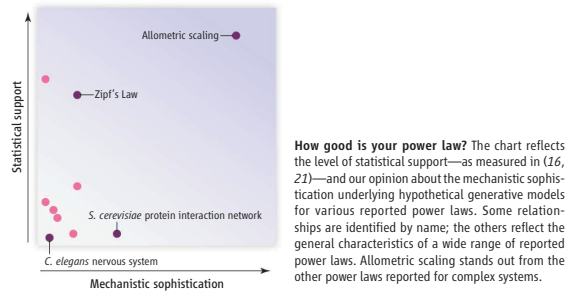 Allometric scaling
Zipf's Law
Statistical support
S. cerevisiae protein interaction network
C. elegans nervous system
Mechanistic sophistication
How good is your power law? The chart reflects
the level of statistical support—as measured in (16,
21)—and our opinion about the mechanistic sophis-
tication underlying hypothetical generative models
for various reported power laws. Some relation-
ships are identified by name; the others reflect the
general characteristics of a wide range of reported
power laws. Allometric scaling stands out from the
other power laws reported for complex systems.